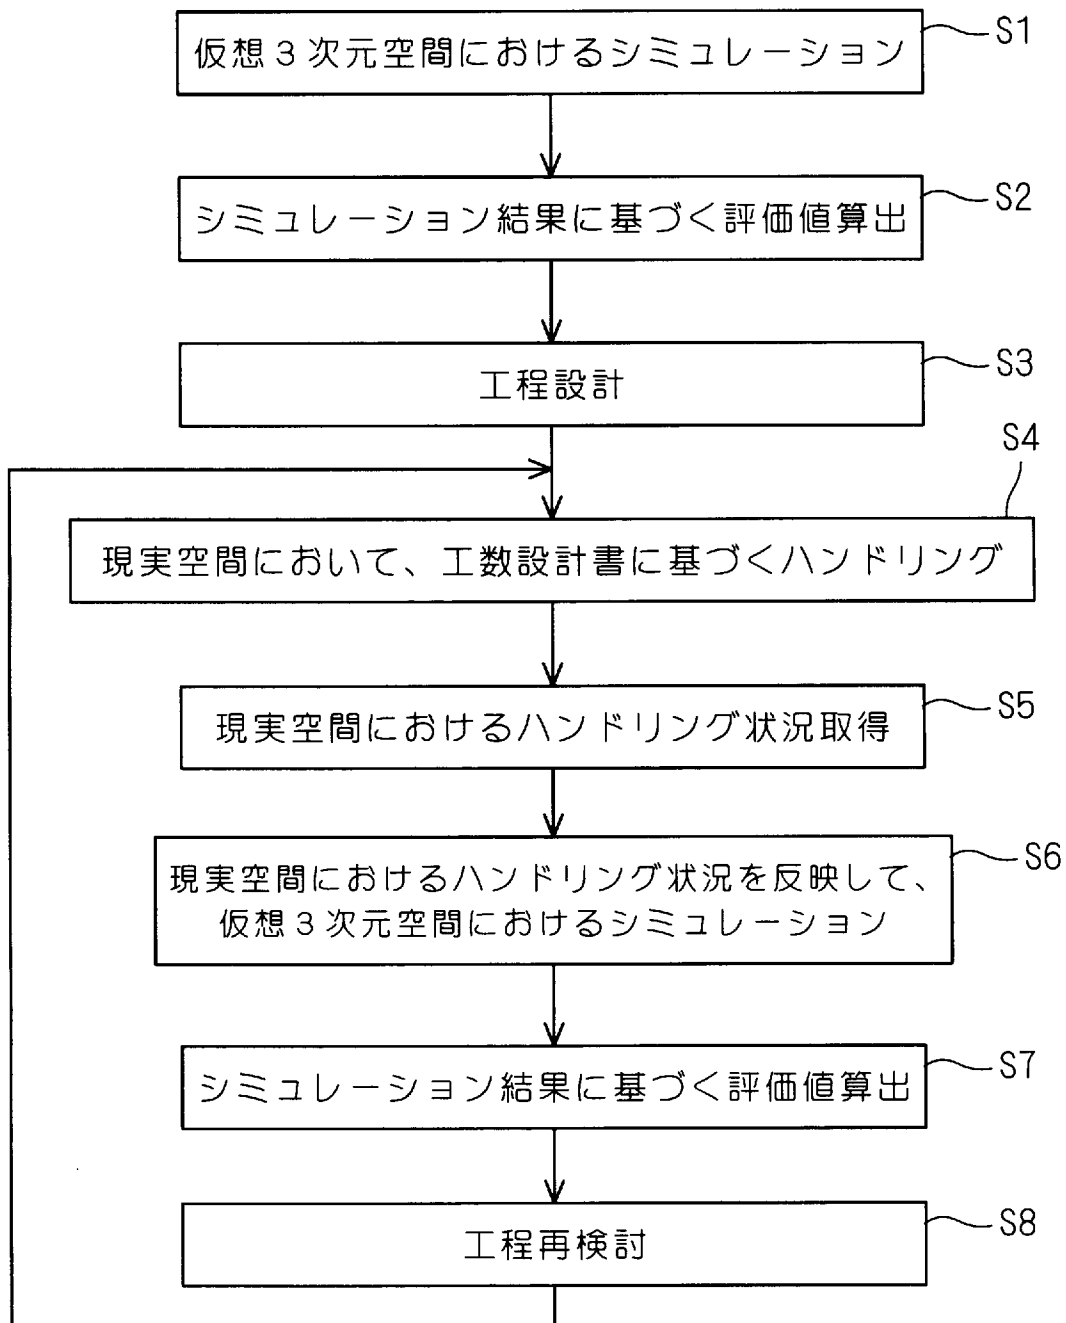 仮想3次元空間におけるシミュレーション
S1
シミュレーション結果に基づく評価値算出
S2
工程設計
S3
S4
現実空間において、工数設計書に基づくハンドリング
現実空間におけるハンドリング状況取得
S5
現実空間におけるハンドリング状況を反映して、
仮想3次元空間におけるシミュレーション
S6
シミュレーション結果に基づく評価値算出
S7
工程再検討
S8